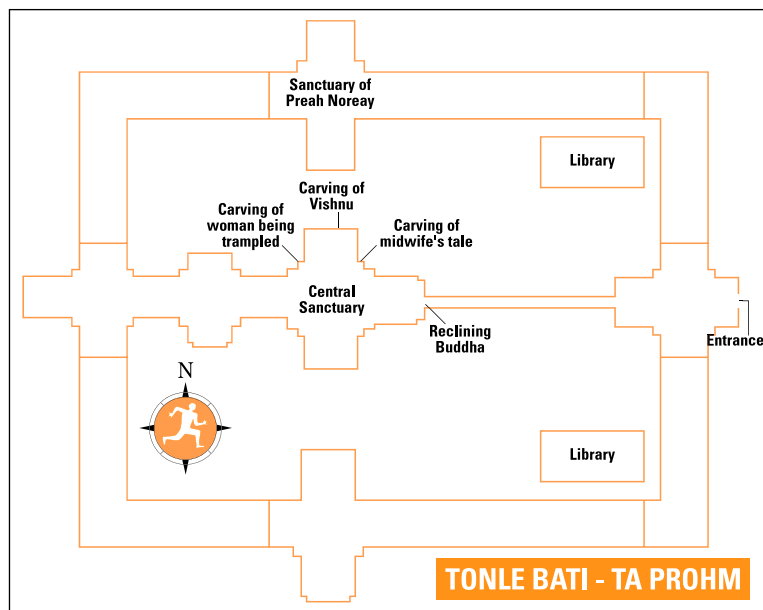 Sanctuary of
Preah Noreay
Library
Carving of
Vishnu
Carving of
woman being
trampled
Carving of
midwife's tale
Central
Sanctuary
Reclining
Buddha
Entrance
N
Library
TONLE BATI - TA PROHM